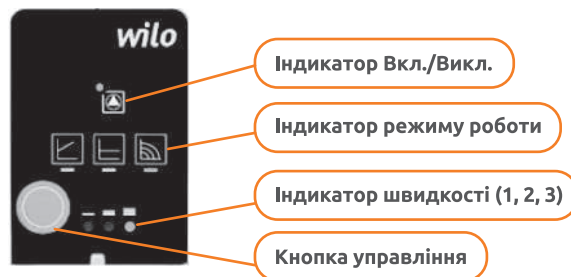 wilo
Індикатор Вкл./Викл.
Індикатор режиму роботи
Індикатор швидкості (1, 2, 3)
Кнопка управління